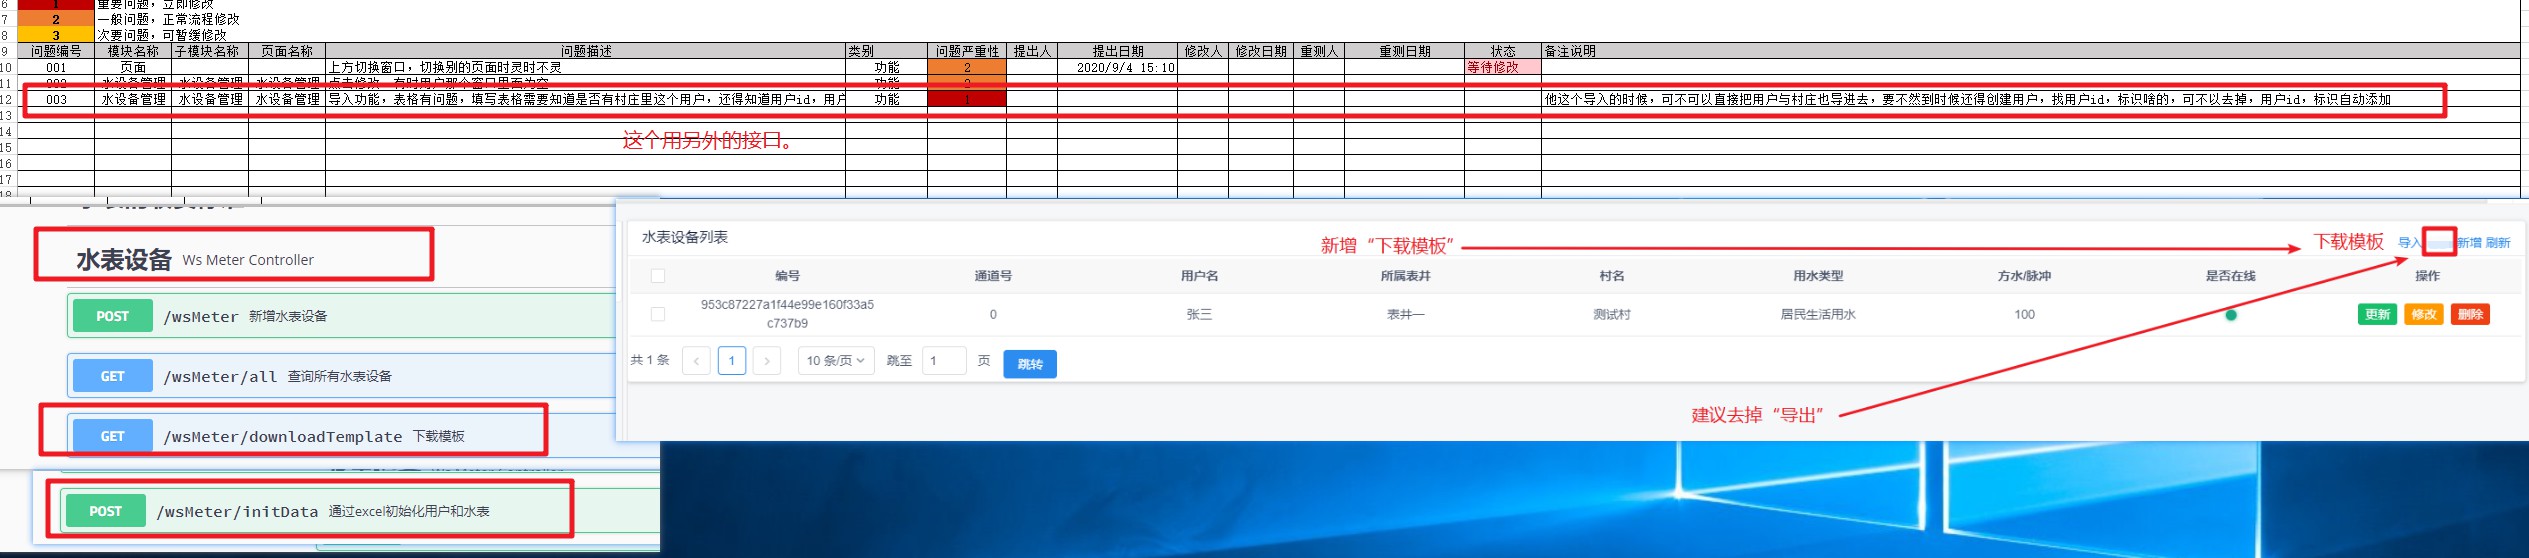 6 1 重要问题，立即修改
7 2 一般问题，正常流程修改
8 3 次要问题，可暂缓修改
9 问题编号 模块名称 子模块名称 页面名称 问题描述 类别 问题严重性 提出人 提出日期 修改人 修改日期 重测人 重测日期 状态 备注说明
10 001 页面 上方切换窗口，切换别的页面时灵时不灵 功能 2 2020/9/4 15:10 等待修改
11 002 水设备管理 水设备管理 水设备管理 点击修改，有时用户那个窗口里面为空 功能 2
12 003 水设备管理 水设备管理 水设备管理 导入功能，表格有问题，填写表格需要知道是否有村庄里这个用户，还得知道用户id，用户 功能 1 他这个导入的时候，可不可以直接把用户与村庄也导进去，要不然到时候还得创建用户，找用户id，标识啥的，可不以去掉，用户id，标识自动添加
13
14 这个用另外的接口。
15
16
17
18
水表设备 Ws Meter Controller
POST /wsMeter 新增水表设备
GET /wsMeter/all 查询所有水表设备
GET /wsMeter/downloadTemplate 下载模板
POST /wsMeter/initData 通过excel初始化用户和水表
水表设备列表 新增“下载模板” 下载模板 导入 新增 刷新
编号 通道号 用户名 所属表井 村名 用水类型 方水/脉冲 是否在线 操作
953c87227a1f44e99e160f33a5
c737b9 0 张三 表井一 测试村 居民生活用水 100 更新 修改 删除
共 1 条 < 1 > 10 条/页 跳至 1 页 跳转
建议去掉“导出”